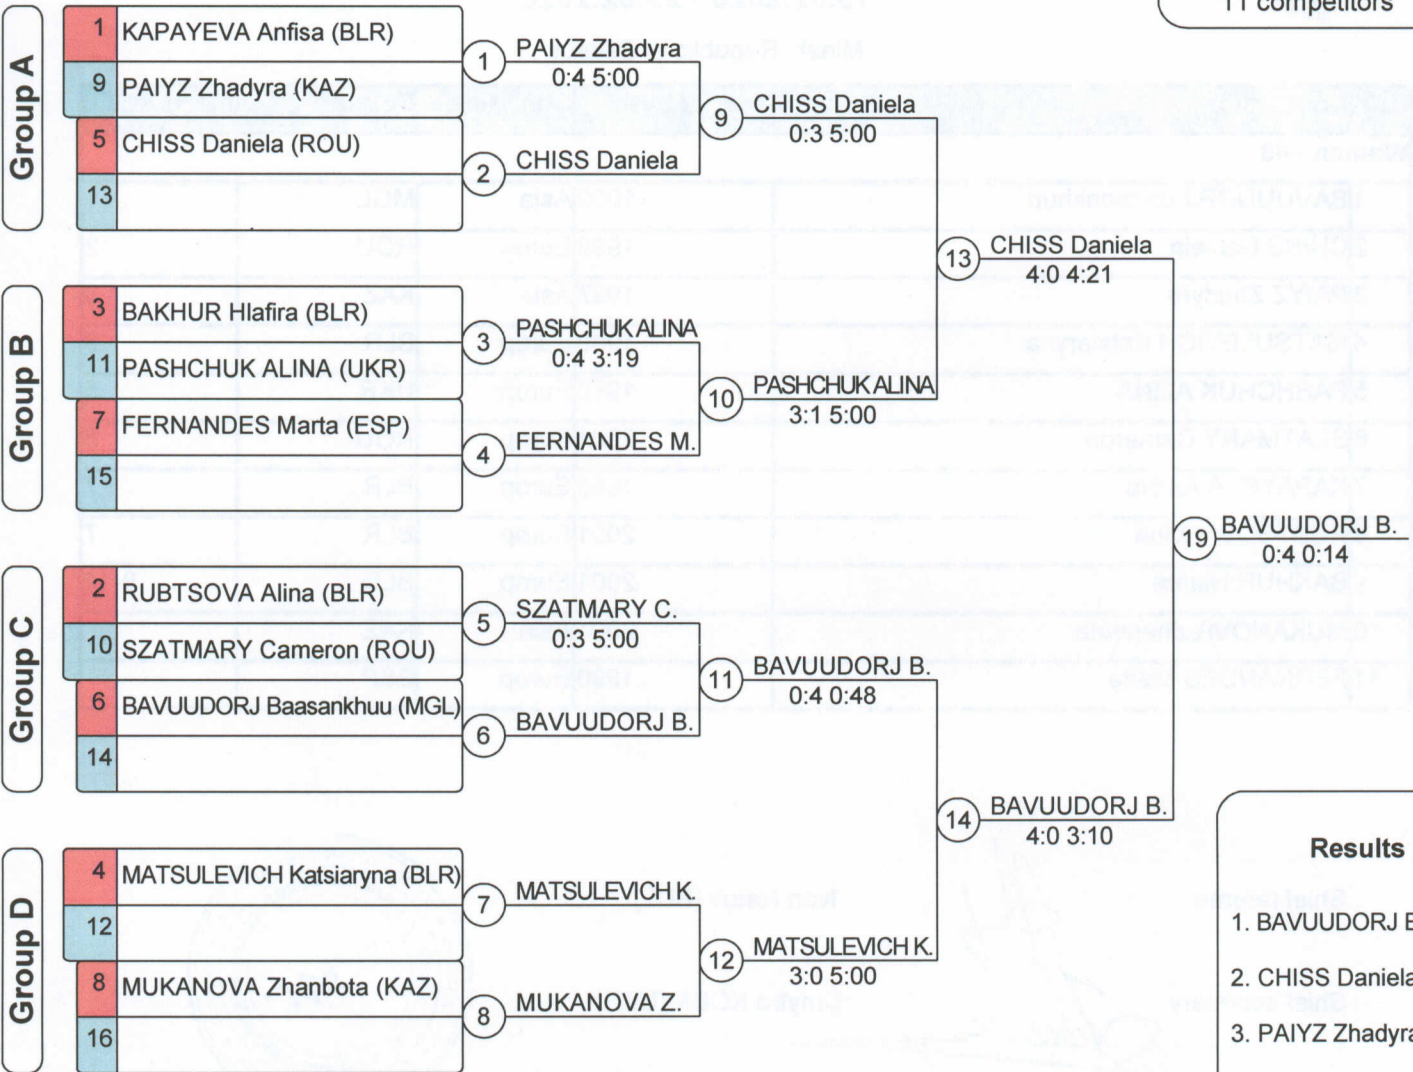 11 competitors
Group A
1 KAPAYEVA Anfisa (BLR)
9 PAIYZ Zhadyra (KAZ)
5 CHISS Daniela (ROU)
13
1 PAIYZ Zhadyra
0:4 5:00
2 CHISS Daniela
9 CHISS Daniela
0:3 5:00
Group B
3 BAKHUR Hlafira (BLR)
11 PASHCHUK ALINA (UKR)
7 FERNANDES Marta (ESP)
15
3 PASHCHUK ALINA
0:4 3:19
4 FERNANDES M.
10 PASHCHUK ALINA
3:1 5:00
13 CHISS Daniela
4:0 4:21
Group C
2 RUBTSOVA Alina (BLR)
10 SZATMARY Cameron (ROU)
6 BAVUUDORJ Baasankhuu (MGL)
14
5 SZATMARY C.
0:3 5:00
6 BAVUUDORJ B.
11 BAVUUDORJ B.
0:4 0:48
Group D
4 MATSULEVICH Katsiaryna (BLR)
12
8 MUKANOVA Zhanbota (KAZ)
16
7 MATSULEVICH K.
8 MUKANOVA Z.
12 MATSULEVICH K.
3:0 5:00
14 BAVUUDORJ B.
4:0 3:10
19 BAVUUDORJ B.
0:4 0:14
Results
1. BAVUUDORJ B
2. CHISS Daniela
3. PAIYZ Zhadyra